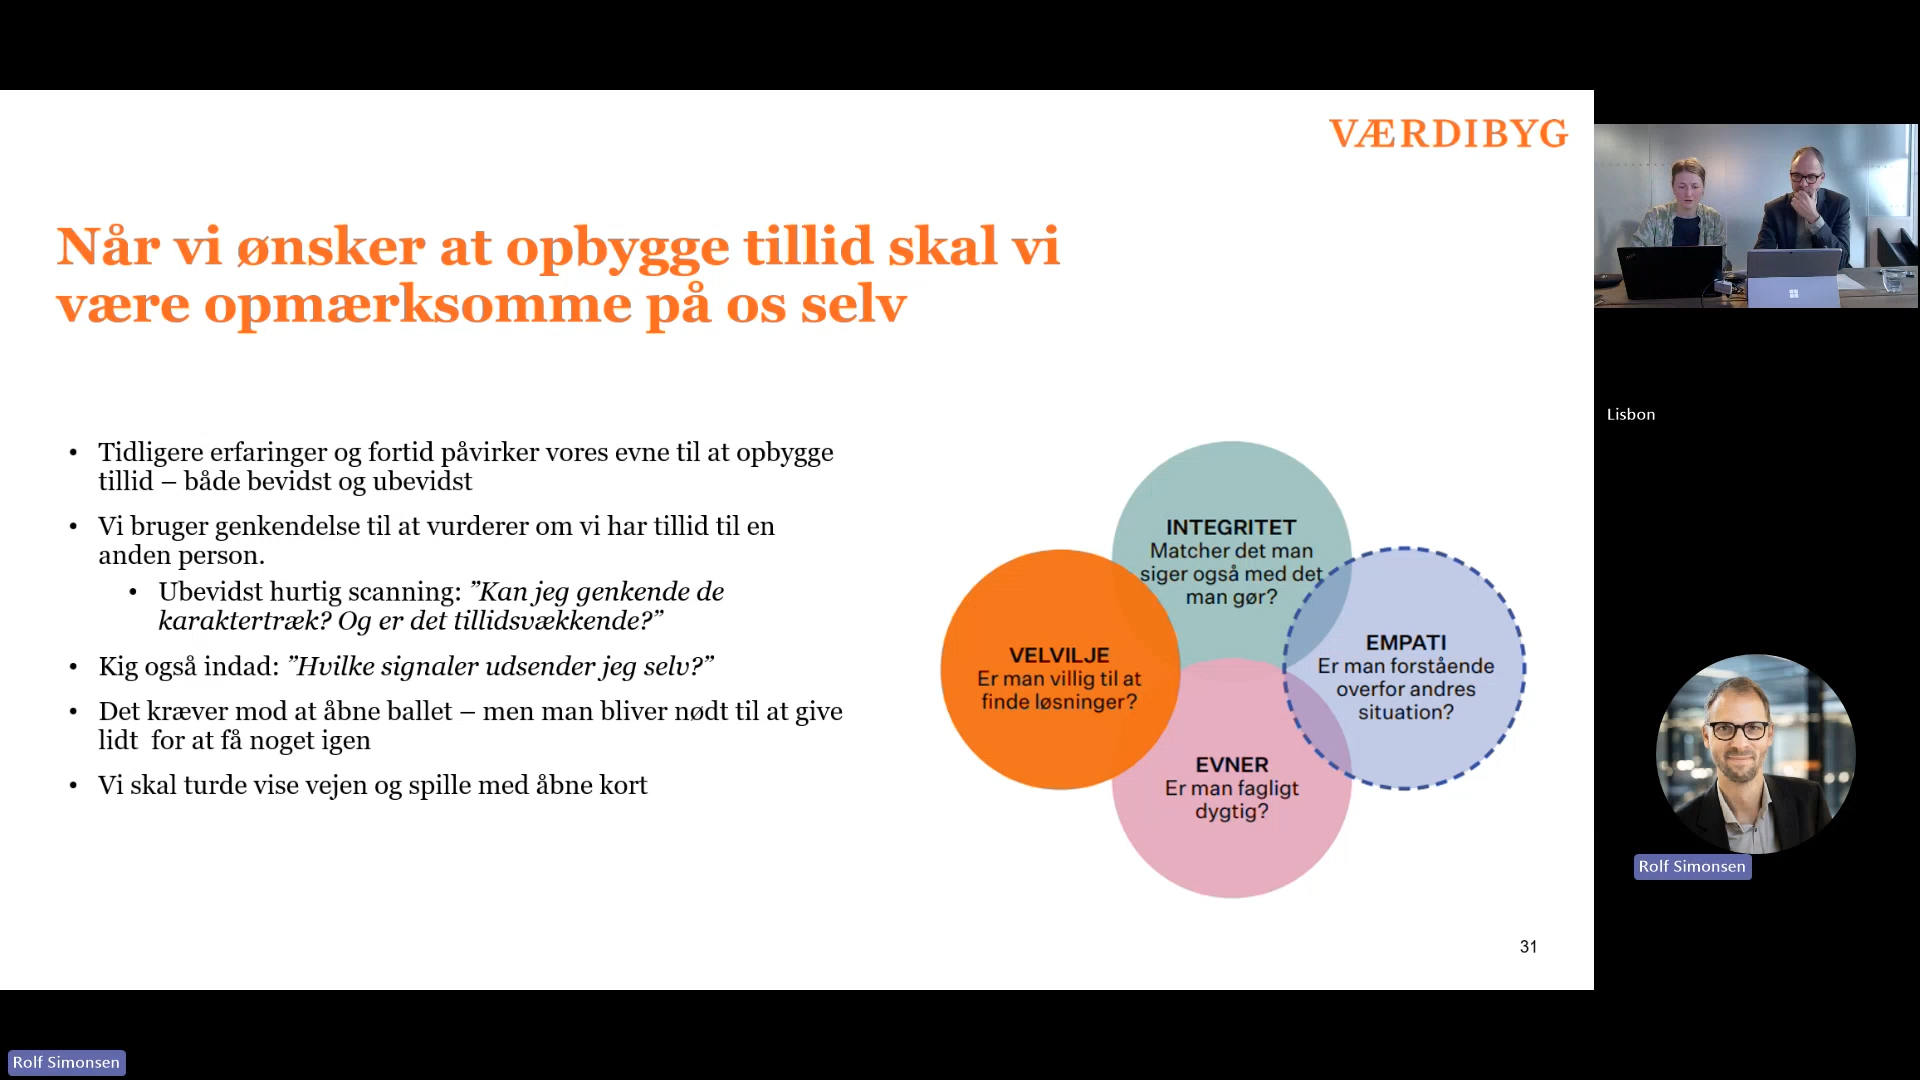 VÆRDIBYG
Når vi ønsker at opbygge tillid skal vi
være opmærksomme på os selv
• Tidligere erfaringer og fortid påvirker vores evne til at opbygge
tillid – både bevidst og ubevidst
• Vi bruger genkendelse til at vurderer om vi har tillid til en
anden person.
• Ubevidst hurtig scanning: ”Kan jeg genkende de
karaktertræk? Og er det tillidsvækkende?”
• Kig også indad: ”Hvilke signaler udsender jeg selv?”
• Det kræver mod at åbne ballet – men man bliver nødt til at give
lidt  for at få noget igen
• Vi skal turde vise vejen og spille med åbne kort
INTEGRITET
Matcher det man
siger også med det
man gør?
VELVILJE
Er man villig til at
finde løsninger?
EMPATI
Er man forstående
overfor andres
situation?
EVNER
Er man fagligt
dygtig?
31
Lisbon
Rolf Simonsen
Rolf Simonsen